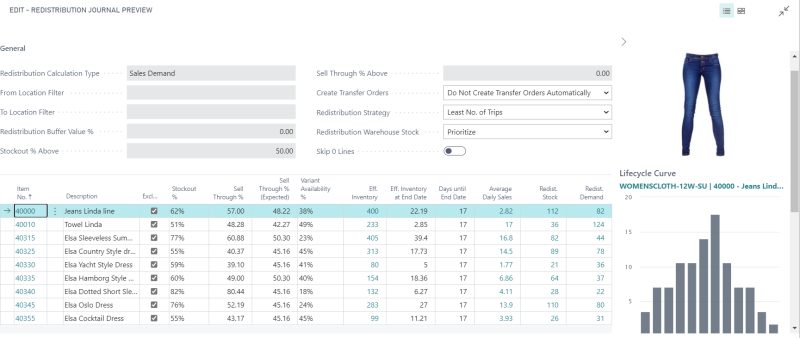 EDIT - REDISTRIBUTION JOURNAL PREVIEW
General
Redistribution Calculation Type Sales Demand
Sell Through % Above 0.00
From Location Filter
Create Transfer Orders Do Not Create Transfer Orders Automatically
To Location Filter
Redistribution Strategy Least No. of Trips
Redistribution Buffer Value % 0.00
Redistribution Warehouse Stock Prioritize
Stockout % Above 50.00
Skip 0 Lines
Item No. ↑ Description Excl... Stockout % Sell Through % Sell Through % (Expected) Variant Availability % Eff. Inventory Eff. Inventory at End Date Days until End Date Average Daily Sales Redist. Stock Redist. Demand
→ 40000 Jeans Linda line 62% 57.00 48.22 38% 400 22.19 17 2.82 112 82
40010 Towel Linda 51% 48.28 42.27 49% 233 2.85 17 17 36 124
40315 Elsa Sleeveless Sum... 77% 60.88 50.30 23% 405 39.4 17 16.8 82 44
40325 Elsa Country Style dr... 55% 40.37 45.16 45% 313 17.73 17 14.5 89 78
40330 Elsa Yacht Style Dress 59% 39.10 45.16 41% 80 5 17 1.77 21 36
40335 Elsa Hamborg Style ... 60% 49.00 50.30 40% 154 18.36 17 6.86 64 37
40340 Elsa Dotted Short Sle... 82% 80.44 45.16 18% 132 6.27 17 4.11 28 22
40345 Elsa Oslo Dress 76% 52.19 45.16 24% 283 27 17 13.9 110 80
40355 Elsa Cocktail Dress 55% 43.17 45.16 45% 99 11.21 17 3.93 26 31
Lifecycle Curve
WOMENSCLOTH-12W-SU | 40000 - Jeans Lind...
20
15
10
5